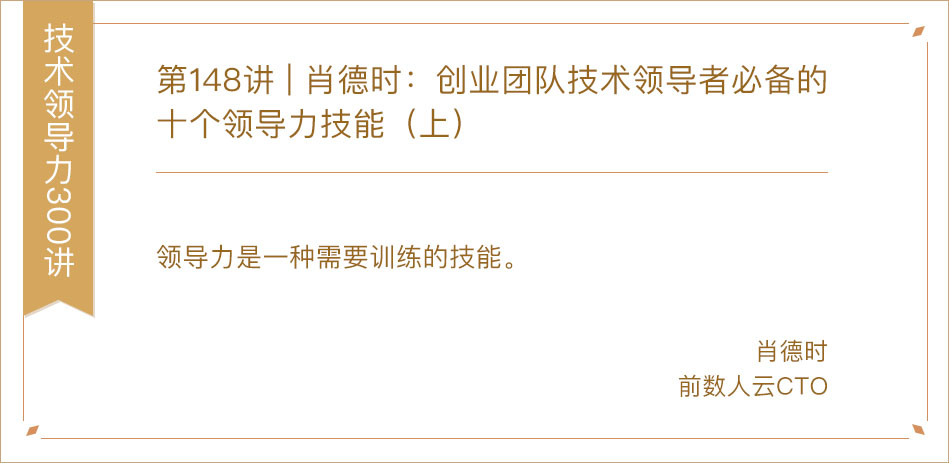 技术领导力300讲
第148讲 | 肖德时：创业团队技术领导者必备的
十个领导力技能（上）
领导力是一种需要训练的技能。
肖德时
前数人云CTO